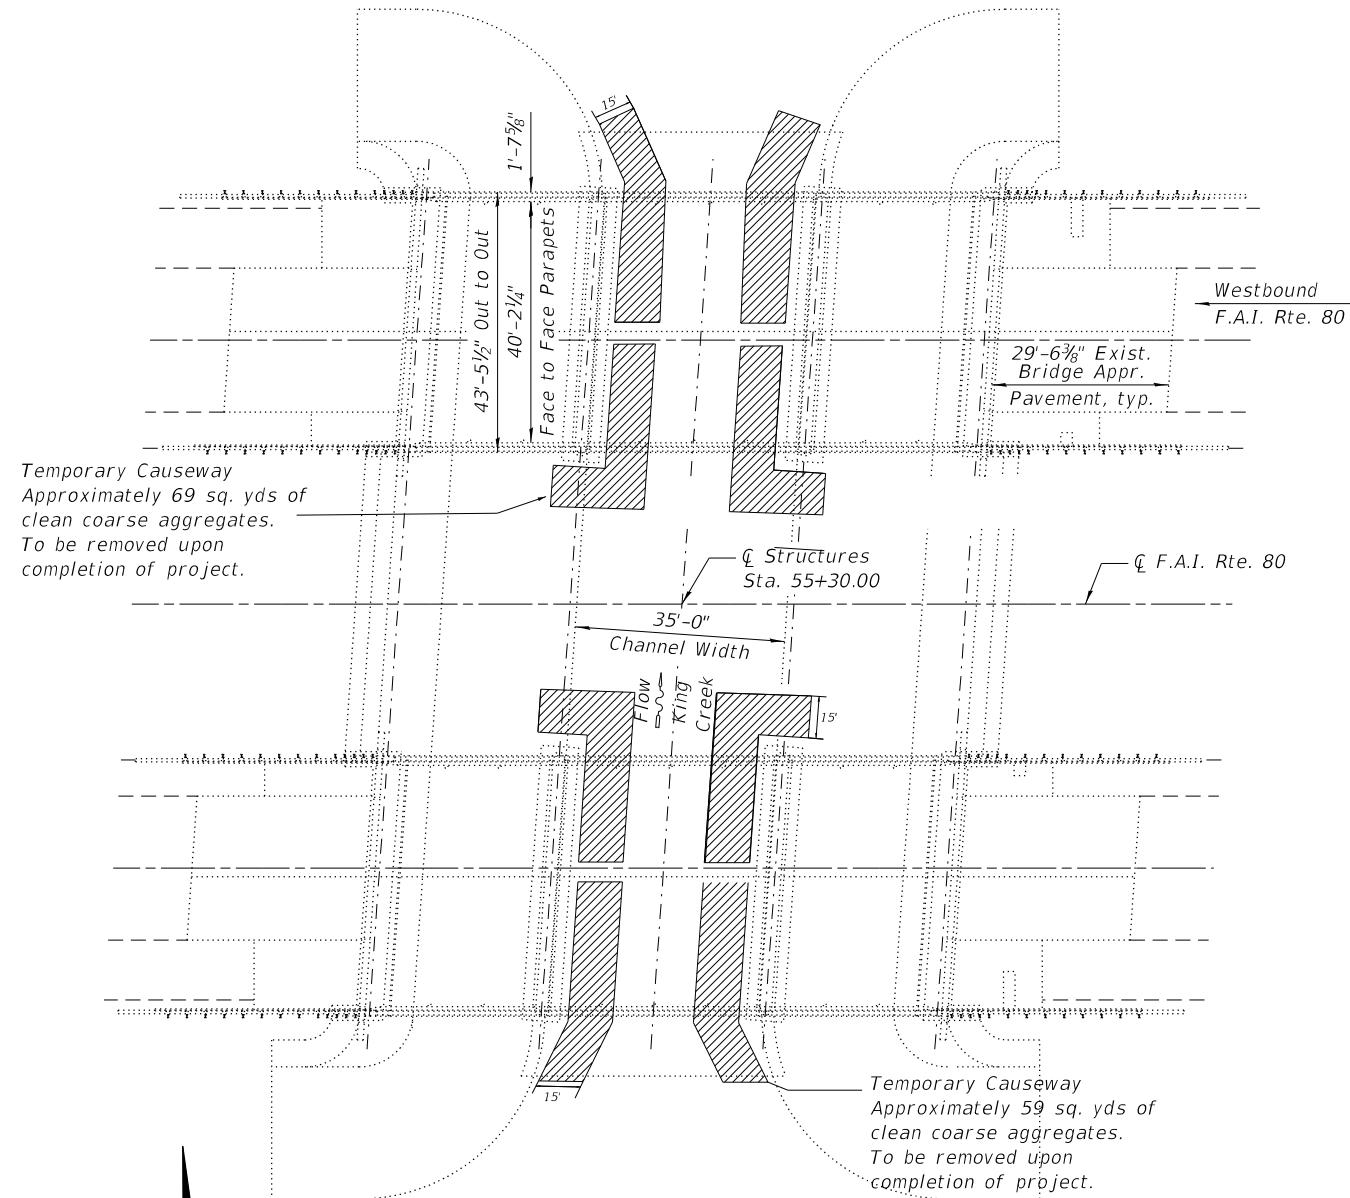 15'
1'-7⅝"
43'-5½" Out to Out
40'-2¼"
Face to Face Parapets
Westbound
F.A.I. Rte. 80
29'-6⅜" Exist.
Bridge Appr.
Pavement, typ.
Temporary Causeway
Approximately 69 sq. yds of
clean coarse aggregates.
To be removed upon
completion of project.
℄ Structures
Sta. 55+30.00
℄ F.A.I. Rte. 80
35'-0"
Channel Width
Flow
King
Creek
15'
15'
Temporary Causeway
Approximately 59 sq. yds of
clean coarse aggregates.
To be removed upon
completion of project.